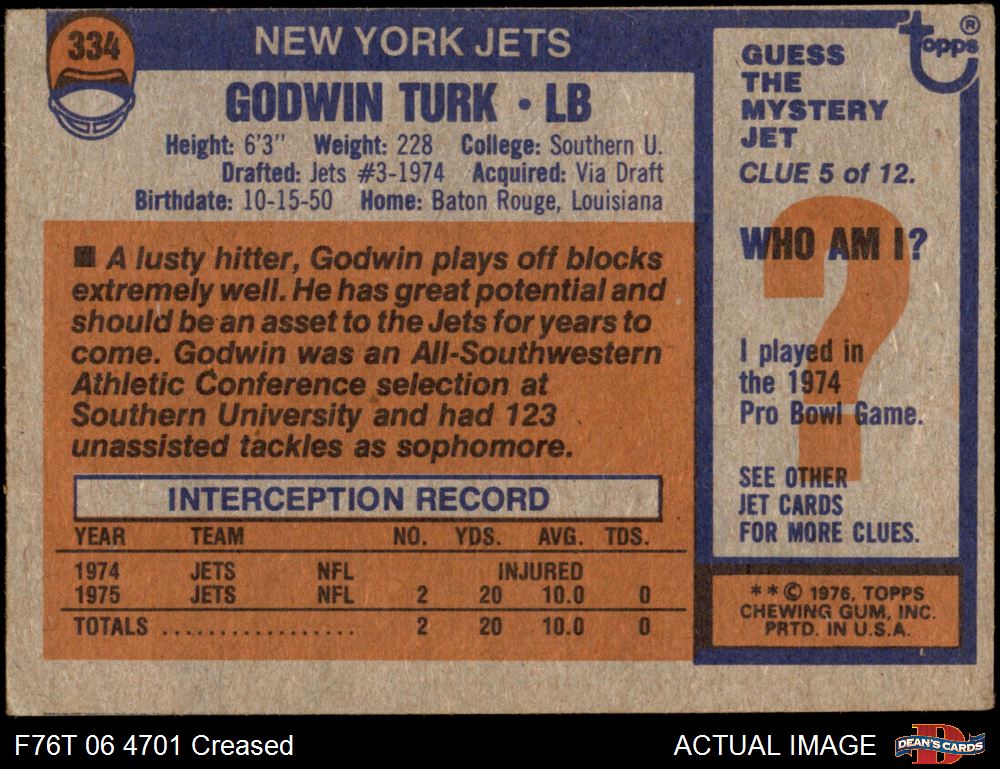 334
NEW YORK JETS
GODWIN TURK • LB
Height: 6'3" Weight: 228 College: Southern U.
Drafted: Jets #3-1974 Acquired: Via Draft
Birthdate: 10-15-50 Home: Baton Rouge, Louisiana
■ A lusty hitter, Godwin plays off blocks
extremely well. He has great potential and
should be an asset to the Jets for years to
come. Godwin was an All-Southwestern
Athletic Conference selection at
Southern University and had 123
unassisted tackles as sophomore.
INTERCEPTION RECORD
YEAR TEAM NO. YDS. AVG. TDS.
1974 JETS NFL INJURED
1975 JETS NFL 2 20 10.0 0
TOTALS ................. 2 20 10.0 0
topps ®
GUESS
THE
MYSTERY
JET
CLUE 5 of 12.
?
WHO AM I?
I played in
the 1974
Pro Bowl Game.
SEE OTHER
JET CARDS
FOR MORE CLUES.
** © 1976, TOPPS
CHEWING GUM, INC.
PRTD. IN U.S.A.
F76T 06 4701 Creased
ACTUAL IMAGE
D
DEAN'S CARDS